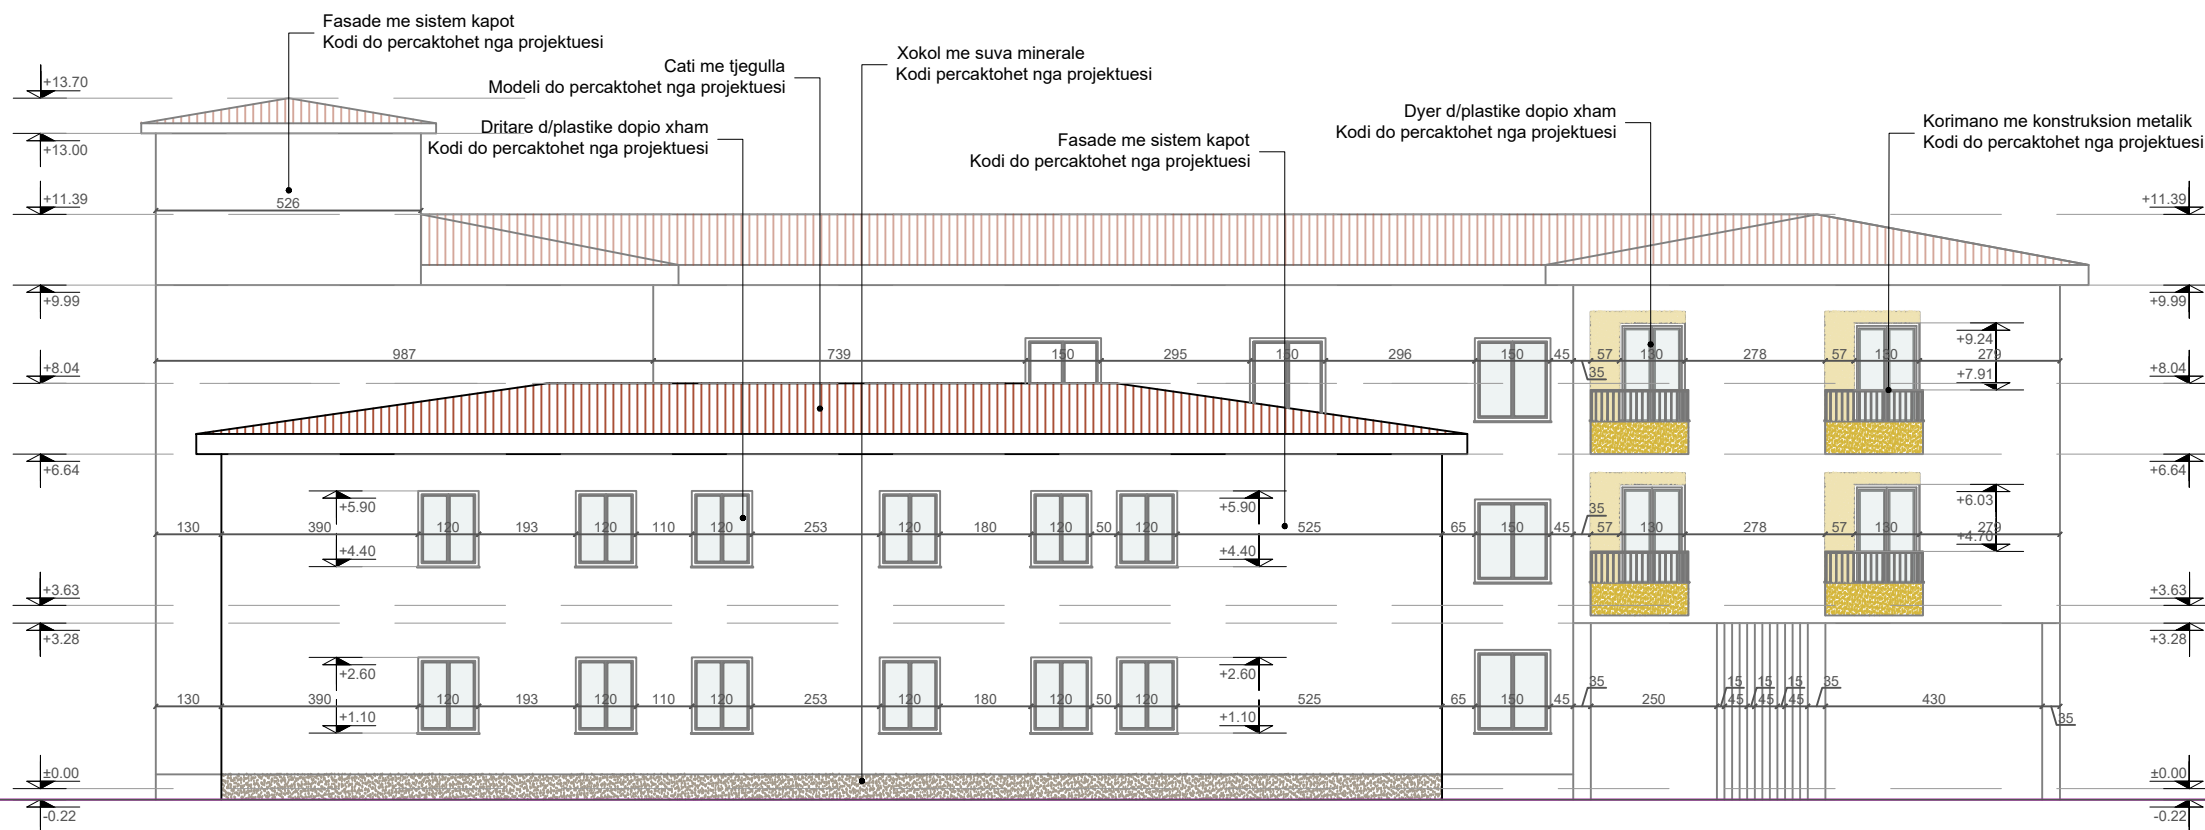 Fasade me sistem kapot
Kodi do percaktohet nga projektuesi
Cati me tjegulla
Modeli do percaktohet nga projektuesi
Xokol me suva minerale
Kodi percaktohet nga projektuesi
Dritare d/plastike dopio xham
Kodi do percaktohet nga projektuesi
Fasade me sistem kapot
Kodi do percaktohet nga projektuesi
Dyer d/plastike dopio xham
Kodi do percaktohet nga projektuesi
Korimano me konstruksion metalik
Kodi do percaktohet nga projektuesi
+13.70
+13.00
+11.39
+9.99
+8.04
+6.64
+3.63
+3.28
±0.00
-0.22
526
987 739 150 295 150 296 150 45 57 130 278 57 130 279
35
+9.24
+7.91
+5.90
+4.40
+5.90
+4.40
130 390 120 193 120 110 120 253 120 180 120 50 120 525 65 150 45 57 130 278 57 130 279
35
+6.03
+4.70
+2.60
+1.10
+2.60
+1.10
130 390 120 193 120 110 120 253 120 180 120 50 120 525 65 150 45 250 45 45 45 430
35 15 15 15 35 35
+11.39
+9.99
+8.04
+6.64
+3.63
+3.28
±0.00
-0.22